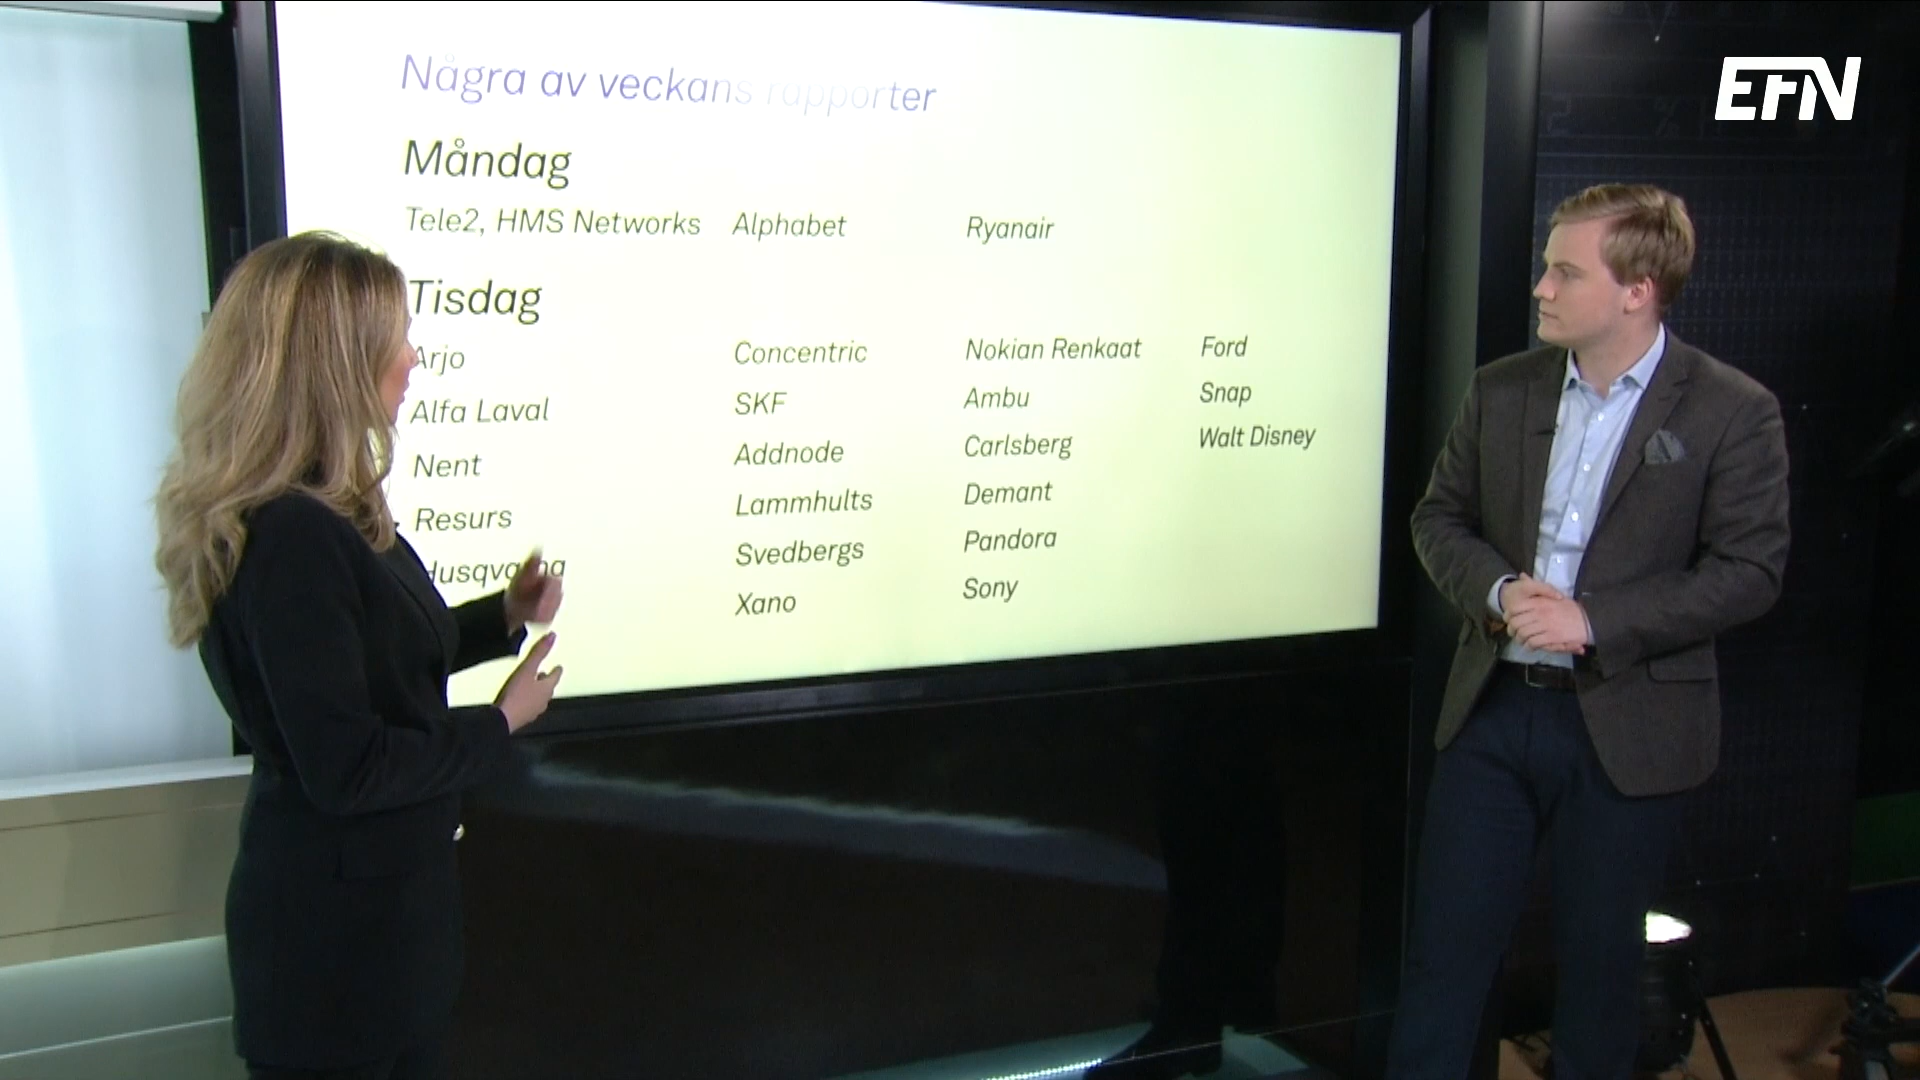 EFN
Några av veckans rapporter
Måndag
Tele2, HMS Networks Alphabet Ryanair
Tisdag
Arjo Concentric Nokian Renkaat Ford
Alfa Laval SKF Ambu Snap
Nent Addnode Carlsberg Walt Disney
Resurs Lammhults Demant
Svedbergs Pandora
Xano Sony